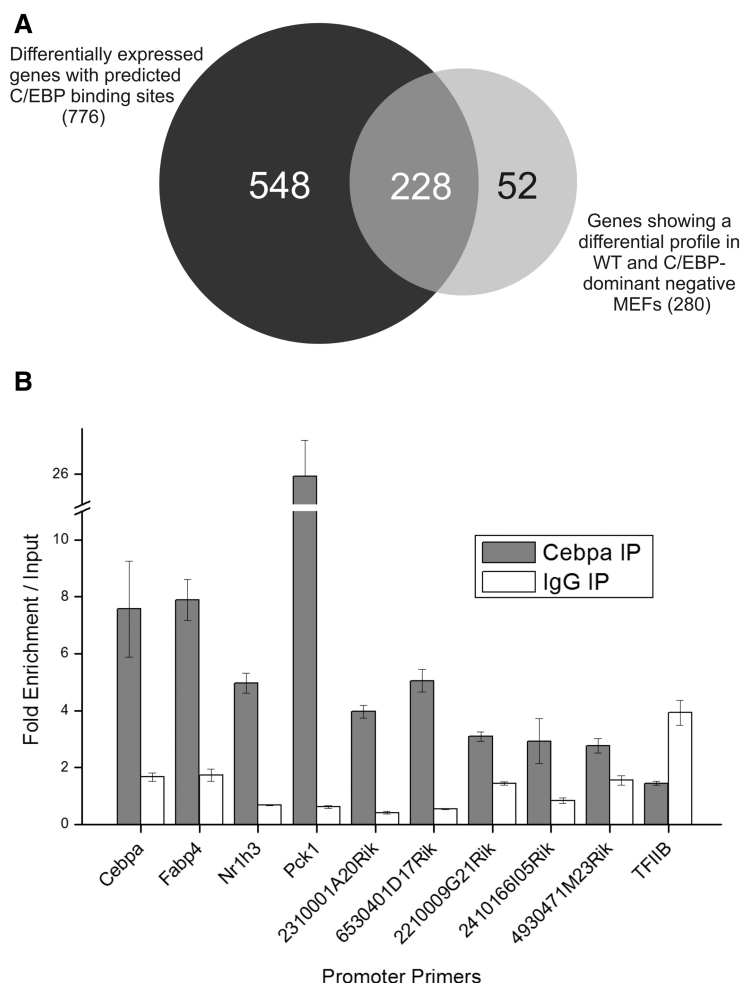 A
Differentially expressed
genes with predicted
C/EBP binding sites
(776)
548
228
52
Genes showing a
differential profile in
WT and C/EBP-
dominant negative
MEFs (280)
B
Fold Enrichment / Input
26
10
8
6
4
2
0
Cebpa IP
IgG IP
Cebpa
Fabp4
Nr1h3
Pck1
2310001A20Rik
6530401D17Rik
2210009G21Rik
2410166I05Rik
4930471M23Rik
TFIIB
Promoter Primers